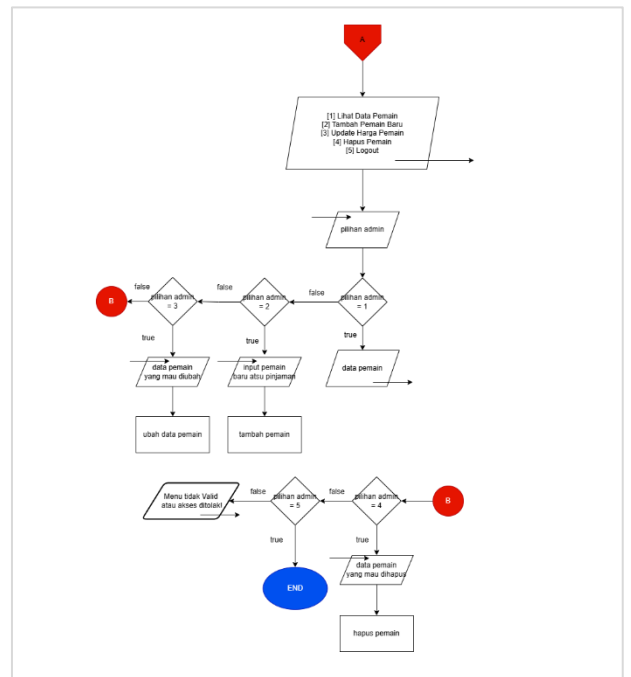 A
[1] Lihat Data Pemain
[2] Tambah Pemain Baru
[3] Update Harga Pemain
[4] Hapus Pemain
[5] Logout
pilihan admin
B
false
pilihan admin
= 3
false
pilihan admin
= 2
false
pilihan admin
= 1
true
true
true
data pemain
yang mau diubah
input pemain
baru atsu pinjaman
data pemain
ubah data pemain
tambah pemain
Menu tidak Valid
atau akses ditolak!
false
pilihan admin
= 5
false
pilihan admin
= 4
B
true
true
END
data pemain
yang mau dihapus
hapus pemain